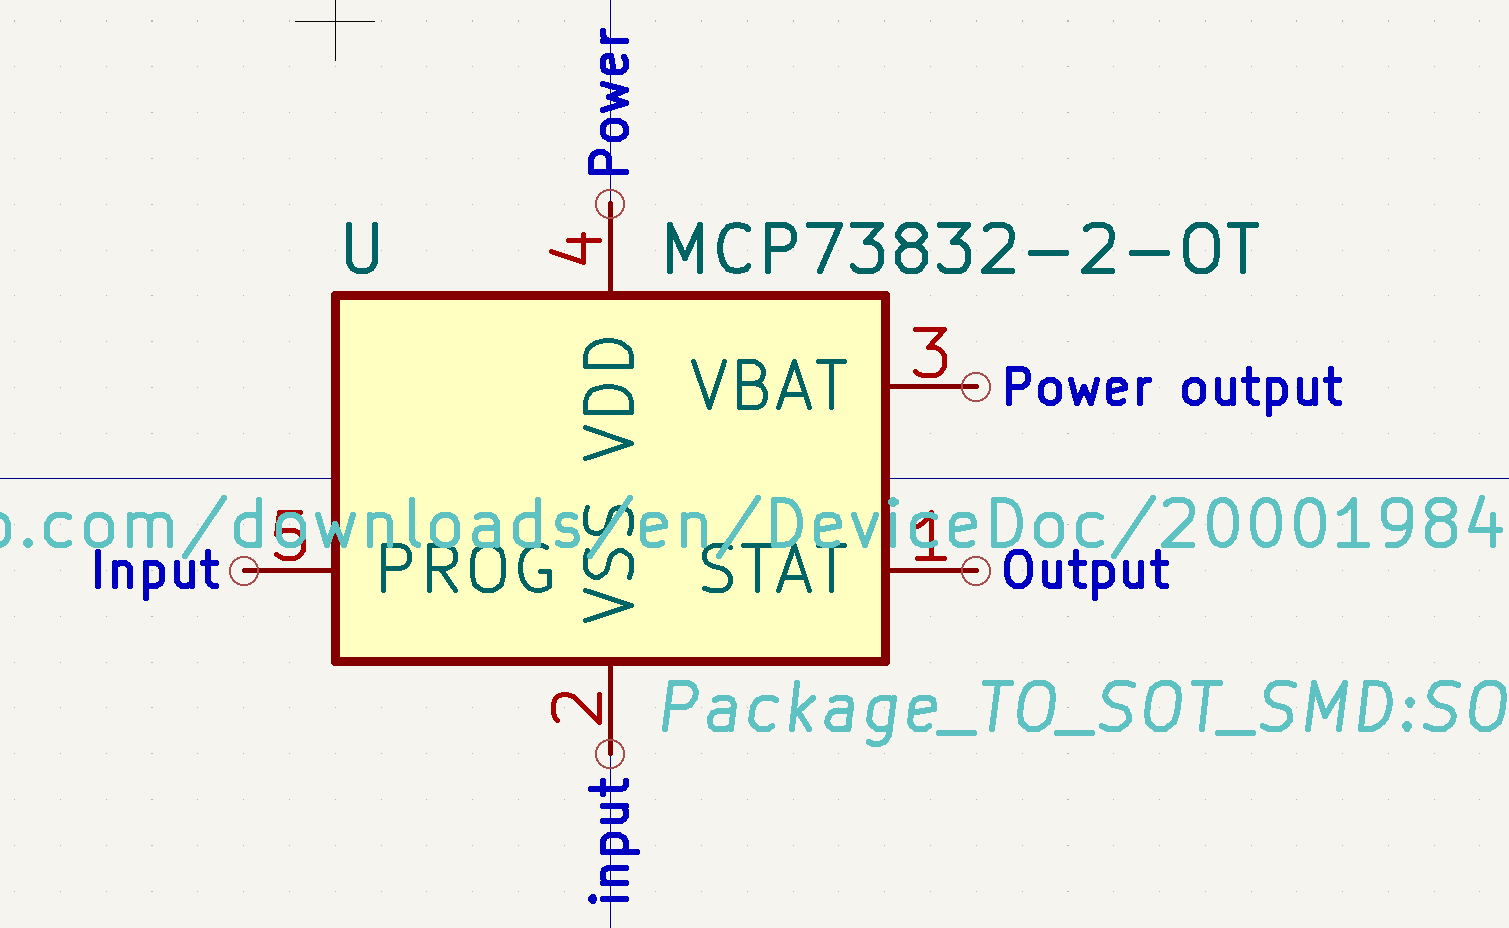 Power
U
4
MCP73832-2-OT
VDD
VBAT
3
Power output
o.com/downloads/en/DeviceDoc/20001984
5
Input
PROG
VSS
STAT
1
Output
2
Package_TO_SOT_SMD:SO
input